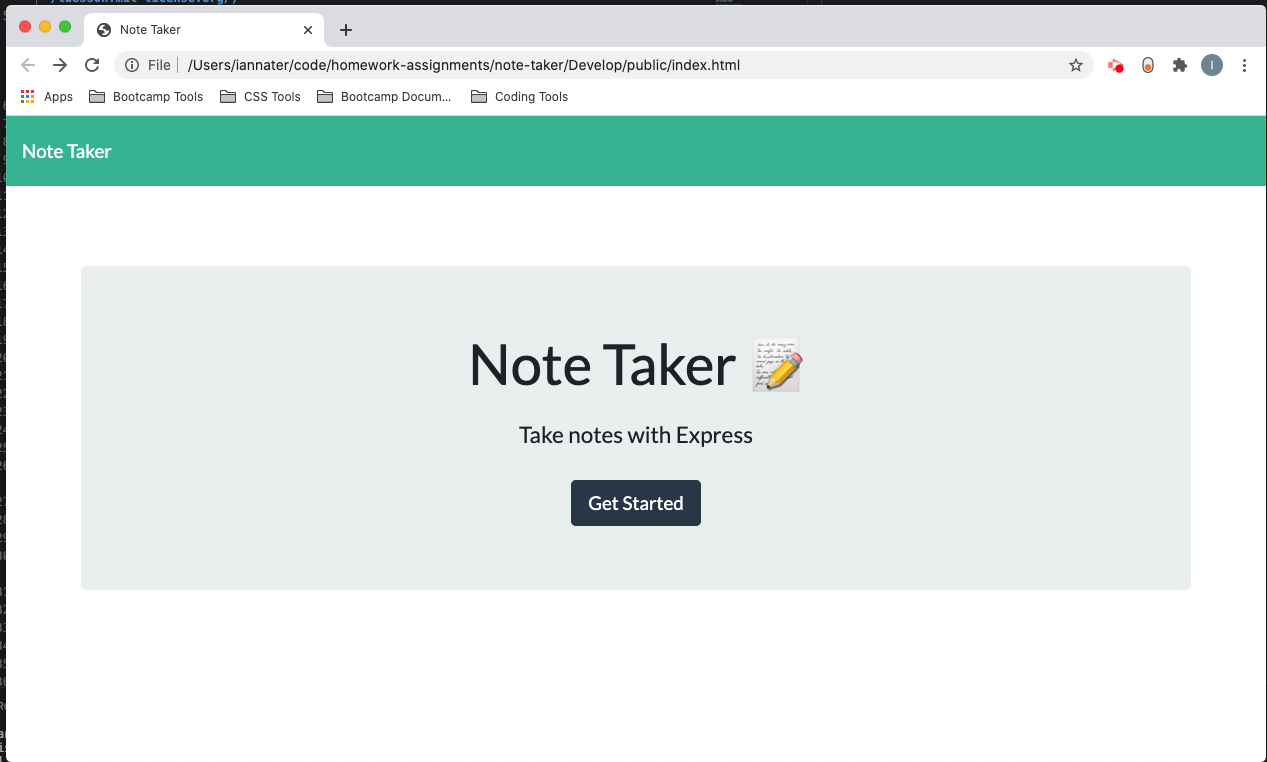 Note Taker
File /Users/iannater/code/homework-assignments/note-taker/Develop/public/index.html I
Apps Bootcamp Tools CSS Tools Bootcamp Docum... Coding Tools
Note Taker
Note Taker
Take notes with Express
Get Started